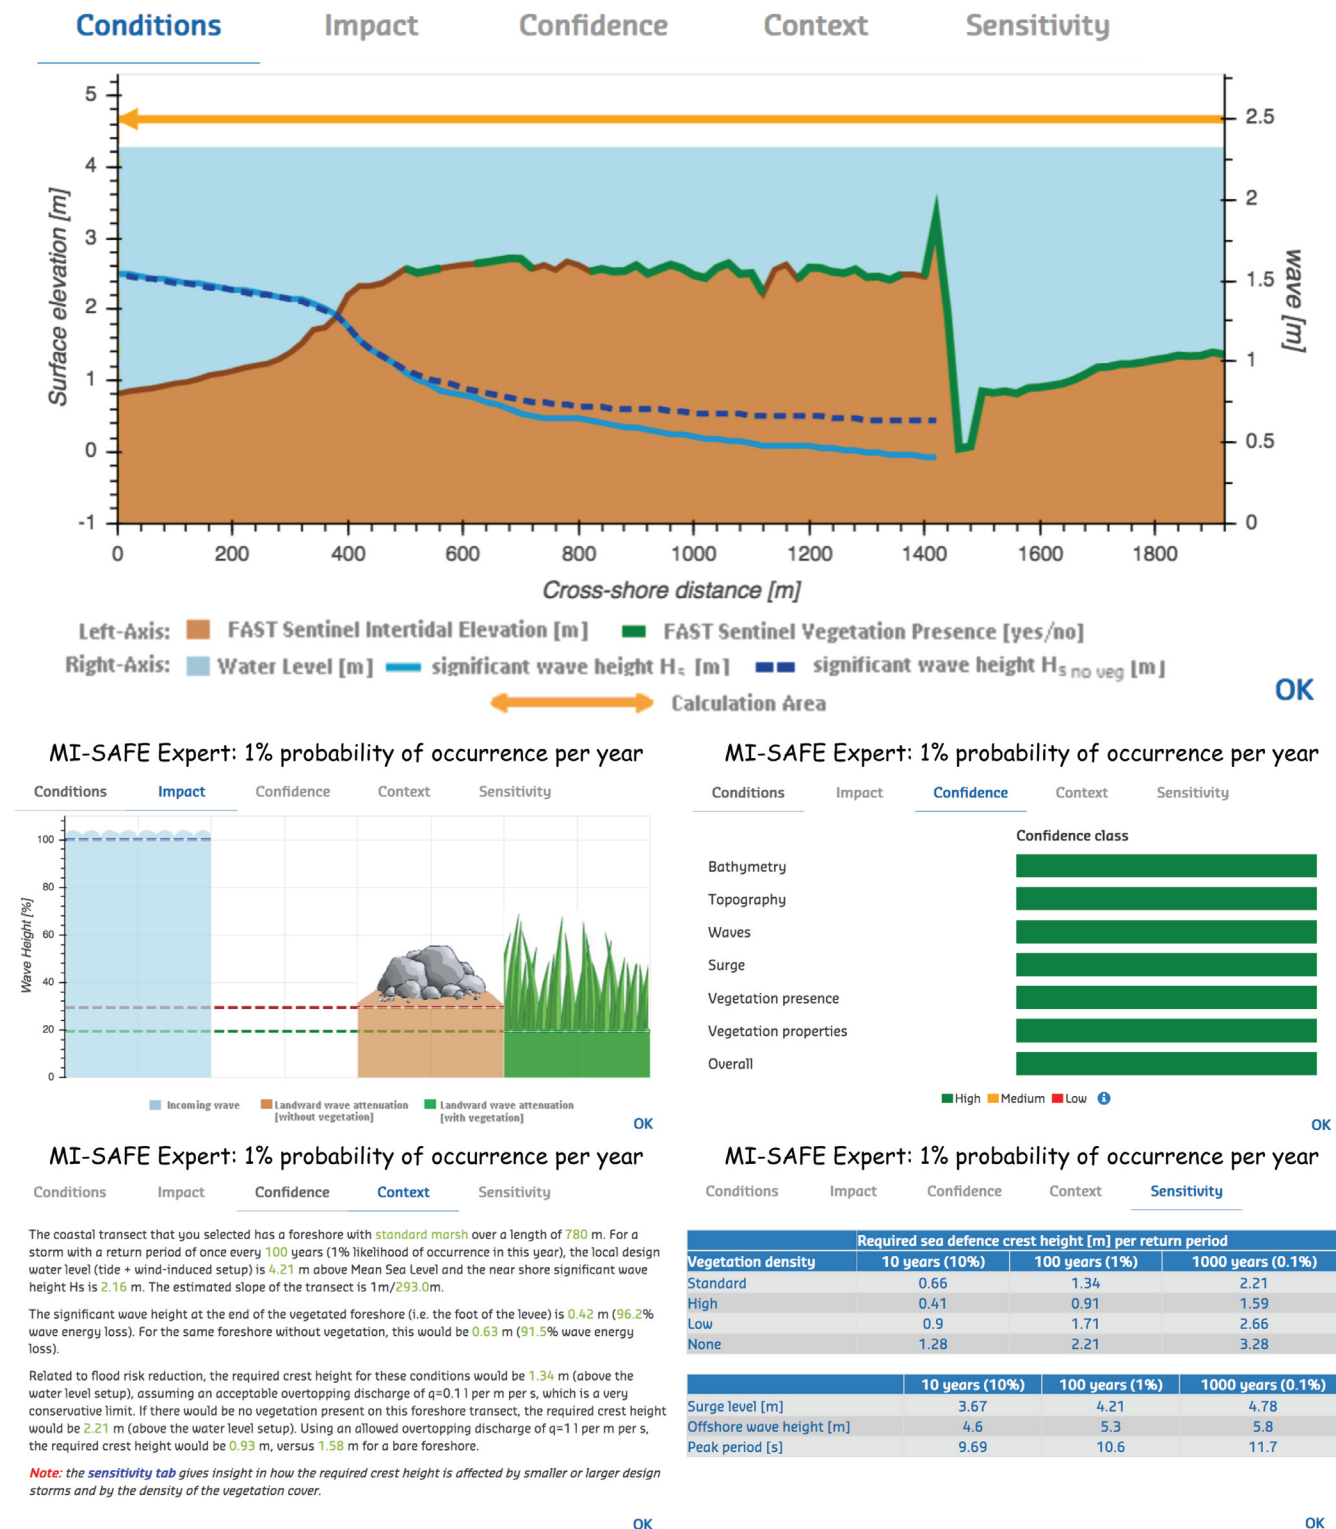 Conditions Impact Confidence Context Sensitivity
5
4
3
2
1
0
-1
Surface elevation [m]
2.5
2
1.5
1
0.5
0
wave [m]
0 200 400 600 800 1000 1200 1400 1600 1800
Cross-shore distance [m]
Left-Axis: FAST Sentinel Intertidal Elevation [m] FAST Sentinel Vegetation Presence [yes/no]
Right-Axis: Water Level [m] significant wave height Hs [m] significant wave height Hs no veg [m]
Calculation Area
OK
MI-SAFE Expert: 1% probability of occurrence per year
Conditions Impact Confidence Context Sensitivity
100
80
60
40
20
0
Wave Height [%]
Incoming wave Landward wave attenuation [without vegetation] Landward wave attenuation [with vegetation]
OK
MI-SAFE Expert: 1% probability of occurrence per year
Conditions Impact Confidence Context Sensitivity
Confidence class
Bathymetry
Topography
Waves
Surge
Vegetation presence
Vegetation properties
Overall
High Medium Low i
OK
MI-SAFE Expert: 1% probability of occurrence per year
Conditions Impact Confidence Context Sensitivity
The coastal transect that you selected has a foreshore with standard marsh over a length of 780 m. For a
storm with a return period of once every 100 years (1% likelihood of occurrence in this year), the local design
water level (tide + wind-induced setup) is 4.21 m above Mean Sea Level and the near shore significant wave
height Hs is 2.16 m. The estimated slope of the transect is 1m/293.0m.
The significant wave height at the end of the vegetated foreshore (i.e. the foot of the levee) is 0.42 m (96.2%
wave energy loss). For the same foreshore without vegetation, this would be 0.63 m (91.5% wave energy
loss).
Related to flood risk reduction, the required crest height for these conditions would be 1.34 m (above the
water level setup), assuming an acceptable overtopping discharge of q=0.1 l per m per s, which is a very
conservative limit. If there would be no vegetation present on this foreshore transect, the required crest height
would be 2.21 m (above the water level setup). Using an allowed overtopping discharge of q=1 l per m per s,
the required crest height would be 0.93 m, versus 1.58 m for a bare foreshore.
Note: the sensitivity tab gives insight in how the required crest height is affected by smaller or larger design
storms and by the density of the vegetation cover.
OK
MI-SAFE Expert: 1% probability of occurrence per year
Conditions Impact Confidence Context Sensitivity
Required sea defence crest height [m] per return period
Vegetation density 10 years (10%) 100 years (1%) 1000 years (0.1%)
Standard 0.66 1.34 2.21
High 0.41 0.91 1.59
Low 0.9 1.71 2.66
None 1.28 2.21 3.28
10 years (10%) 100 years (1%) 1000 years (0.1%)
Surge level [m] 3.67 4.21 4.78
Offshore wave height [m] 4.6 5.3 5.8
Peak period [s] 9.69 10.6 11.7
OK